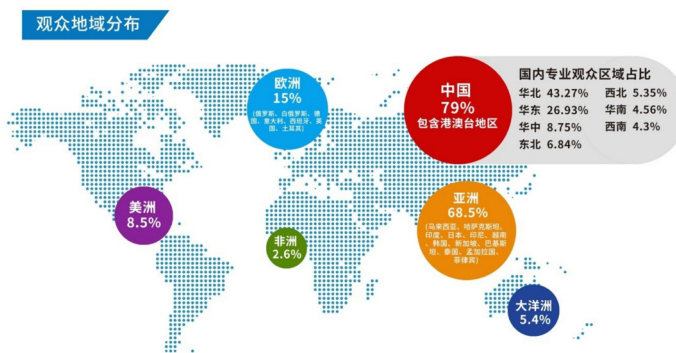 观众地域分布
欧洲
15%
(俄罗斯、白俄罗斯、德
国、意大利、西班牙、英
国、土耳其)
中国
79%
包含港澳台地区
国内专业观众区域占比
华北 43.27% 西北 5.35%
华东 26.93% 华南 4.56%
华中 8.75% 西南 4.3%
东北 6.84%
美洲
8.5%
非洲
2.6%
亚洲
68.5%
(马来西亚、哈萨克斯坦、
印度、日本、印尼、越南
、韩国、新加坡、巴基斯
坦、泰国、孟加拉国、
菲律宾)
大洋洲
5.4%